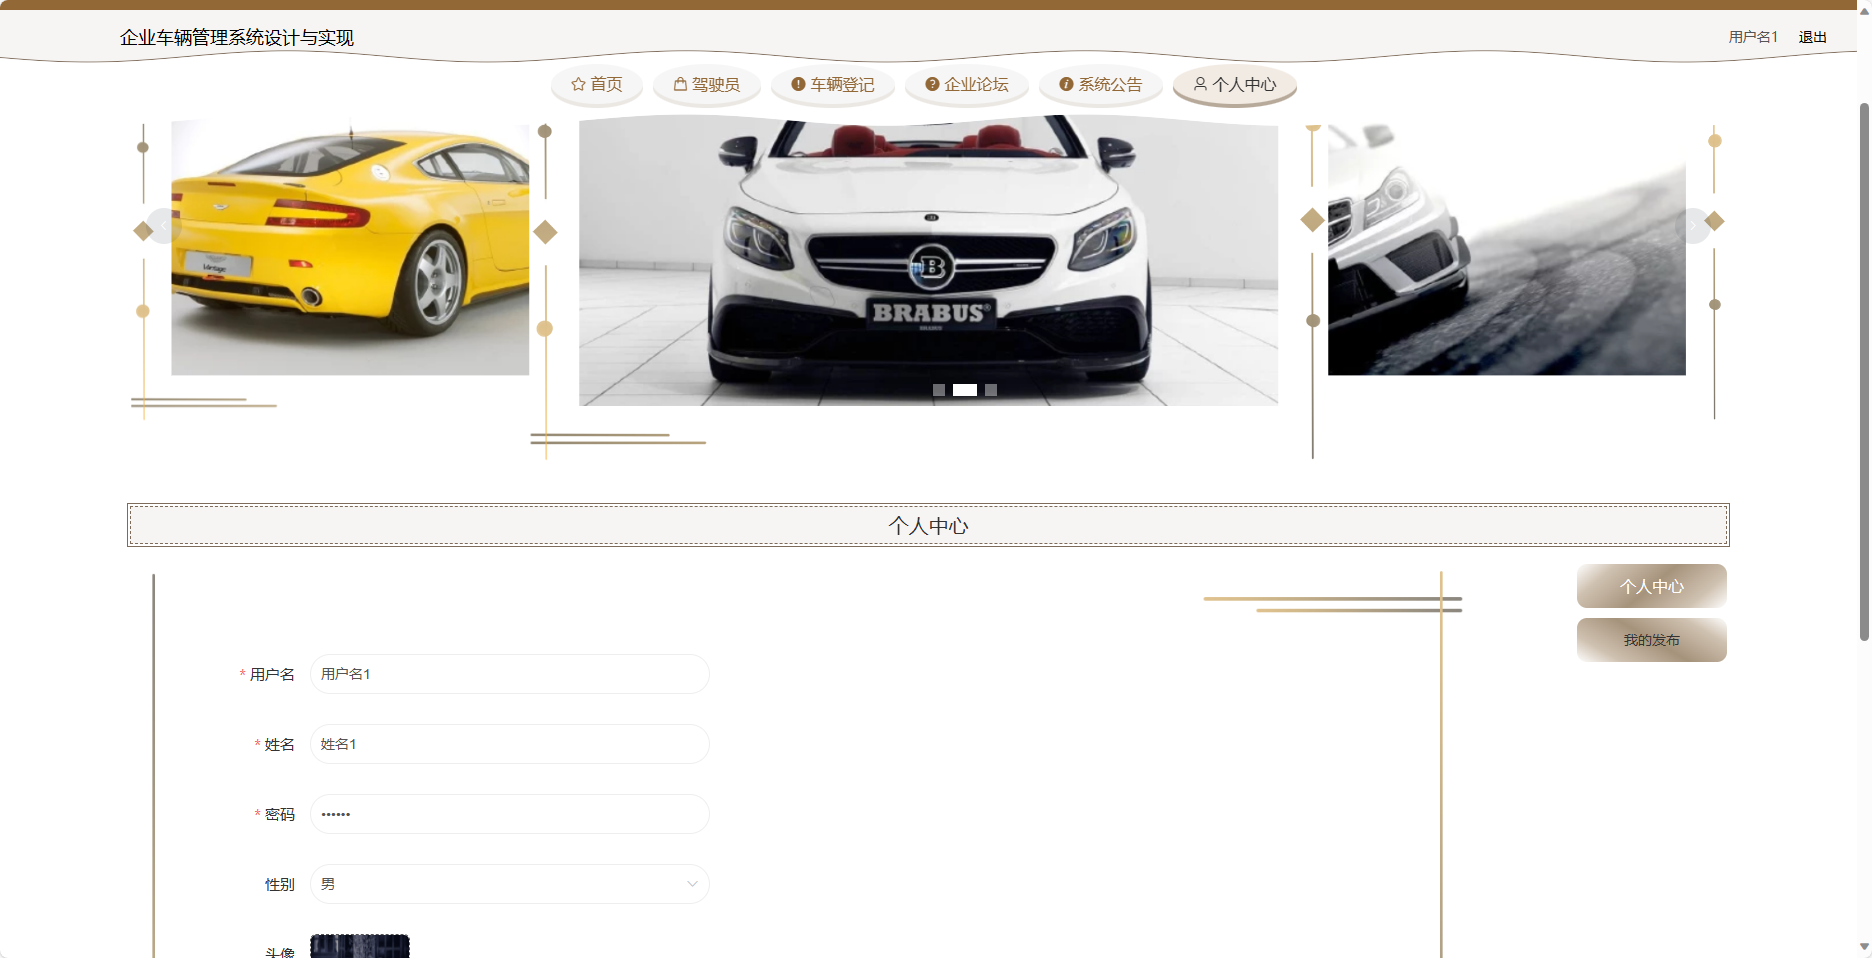 企业车辆管理系统设计与实现
用户名1 退出
首页 驾驶员 车辆登记 企业论坛 系统公告 个人中心
Vantage
B
BRABUS
BRABUS
个人中心
个人中心
我的发布
* 用户名 用户名1
* 姓名 姓名1
* 密码 ••••••
性别 男
头像